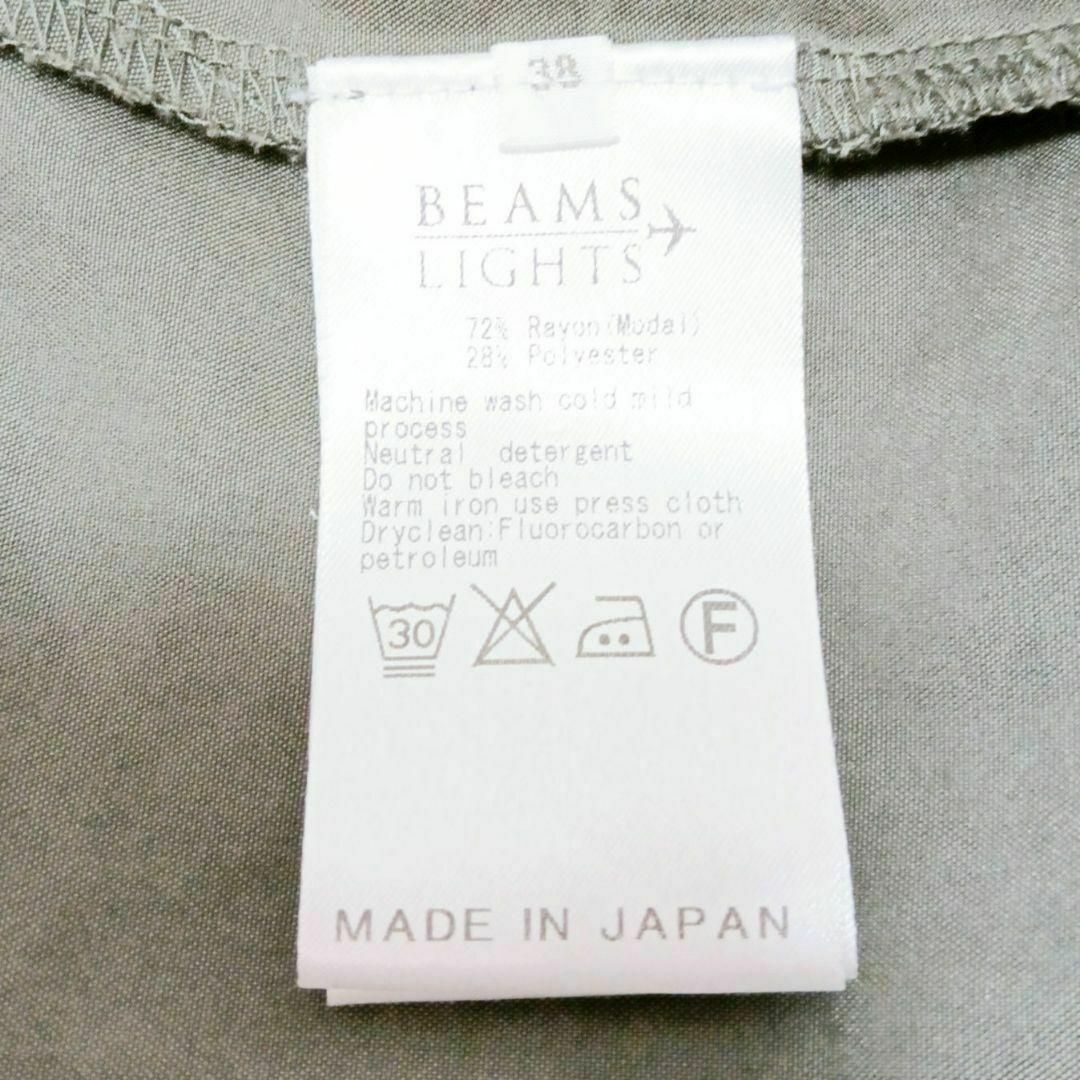 38
BEAMS
LIGHTS
72% Rayon(Modal)
28% Polyester
Machine wash cold mild
process
Neutral detergent
Do not bleach
Warm iron use press cloth
Dryclean:Fluorocarbon or
petroleum
30 F
MADE IN JAPAN